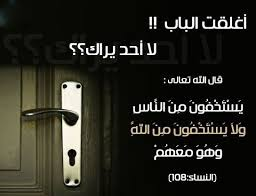 أغلقت الباب !!
لا أحد يراك؟؟
قال الله تعالى :
يَسْتَخْفُونَ مِنَ النَّاسِ
وَلَا يَسْتَخْفُونَ مِنَ اللَّهِ
وَهُوَ مَعَهُمْ
(النساء:108)